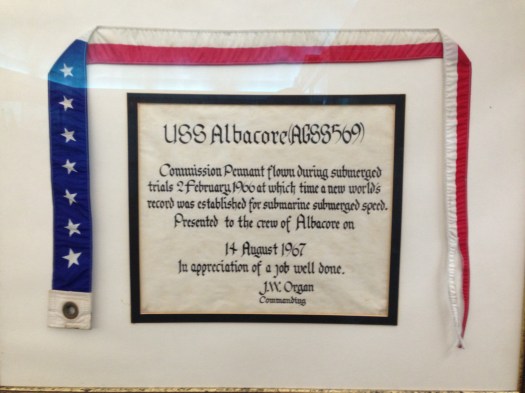 USS Albacore(AGSS569)
Commission Pennant flown during submerged
trials 2 February 1966 at which time a new world's
record was established for submarine submerged speed.
Presented to the crew of Albacore on
14 August 1967
In appreciation of a job well done.
J.W. Organ
Commanding